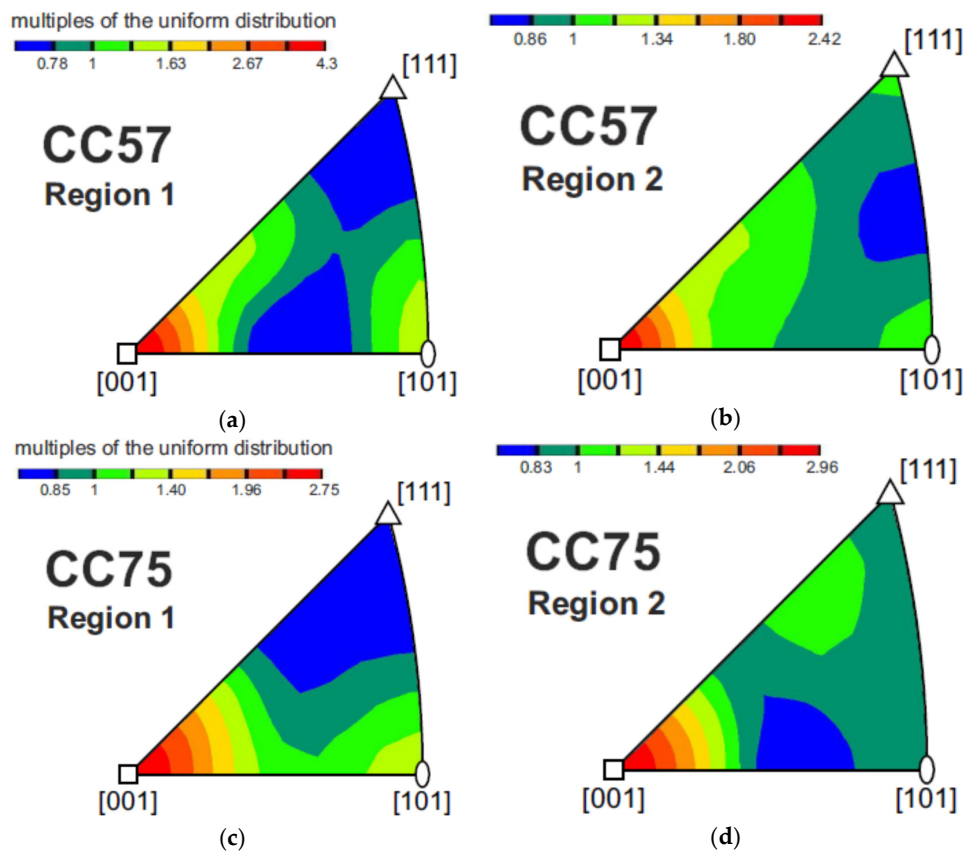 multiples of the uniform distribution
0.78 1 1.63 2.67 4.3
[111]
CC57
Region 1
[001]
[101]
(a)
0.86 1 1.34 1.80 2.42
[111]
CC57
Region 2
[001]
[101]
(b)
multiples of the uniform distribution
0.85 1 1.40 1.96 2.75
[111]
CC75
Region 1
[001]
[101]
(c)
0.83 1 1.44 2.06 2.96
[111]
CC75
Region 2
[001]
[101]
(d)